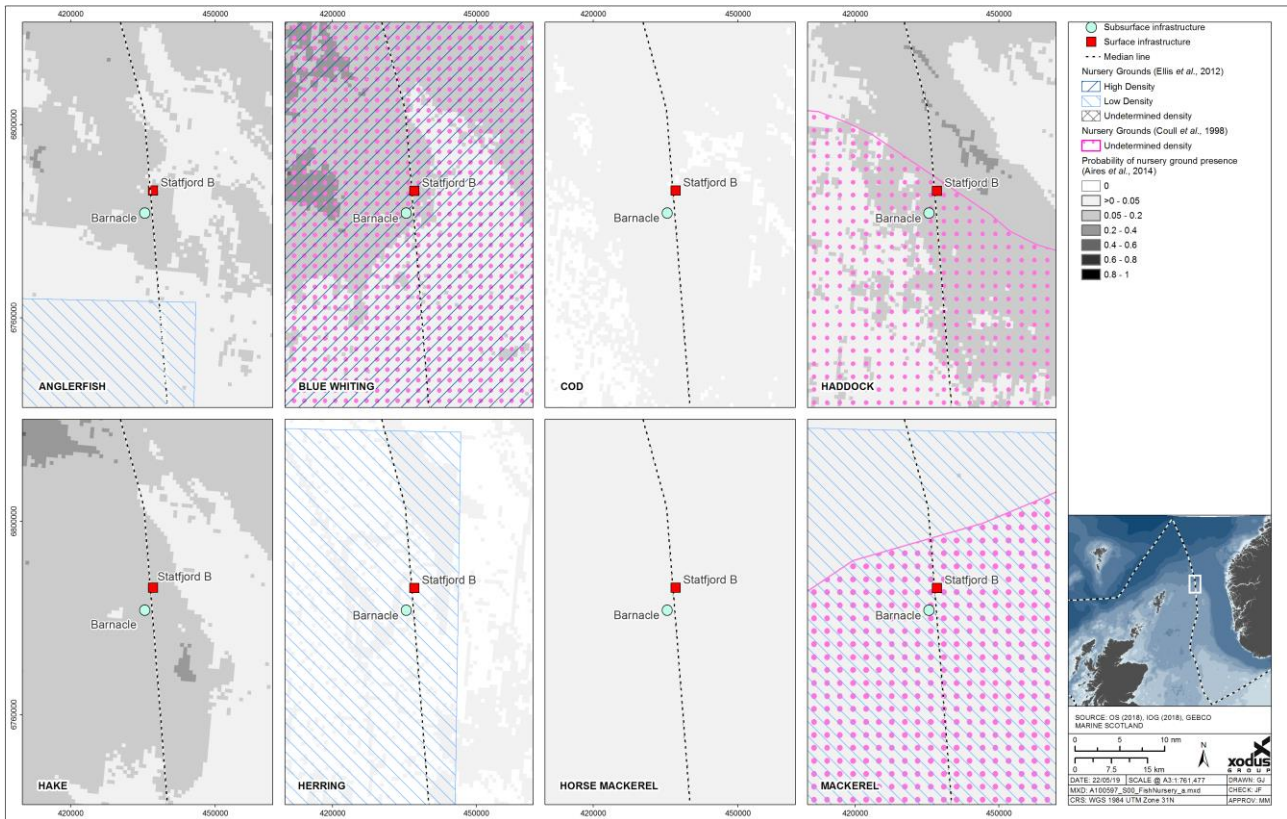 420000 450000 420000 450000 420000 450000 420000 450000
6800000
6760000
Statfjord B
Barnacle
ANGLERFISH
Statfjord B
Barnacle
BLUE WHITING
Statfjord B
Barnacle
COD
Statfjord B
Barnacle
HADDOCK
6800000
6760000
Statfjord B
Barnacle
HAKE
Statfjord B
Barnacle
HERRING
Statfjord B
Barnacle
HORSE MACKEREL
Statfjord B
Barnacle
MACKEREL
420000 450000 420000 450000 420000 450000 420000 450000
Subsurface infrastructure
Surface infrastructure
Median line
Nursery Grounds (Ellis et al., 2012)
High Density
Low Density
Undetermined density
Nursery Grounds (Coull et al., 1998)
Undetermined density
Probability of nursery ground presence
(Aires et al., 2014)
0
>0 - 0.05
0.05 - 0.2
0.2 - 0.4
0.4 - 0.6
0.6 - 0.8
0.8 - 1
SOURCE: OS (2018), IOG (2018), GEBCO
MARINE SCOTLAND
0 5 10 nm
0 7.5 15 km
N
xodus
GROUP
DATE: 22/05/19 SCALE @ A3:1:761,477 DRAWN: GJ
MXD: A100597_S00_FishNursery_a.mxd CHECK: JF
CRS: WGS 1984 UTM Zone 31N APPROV: MM